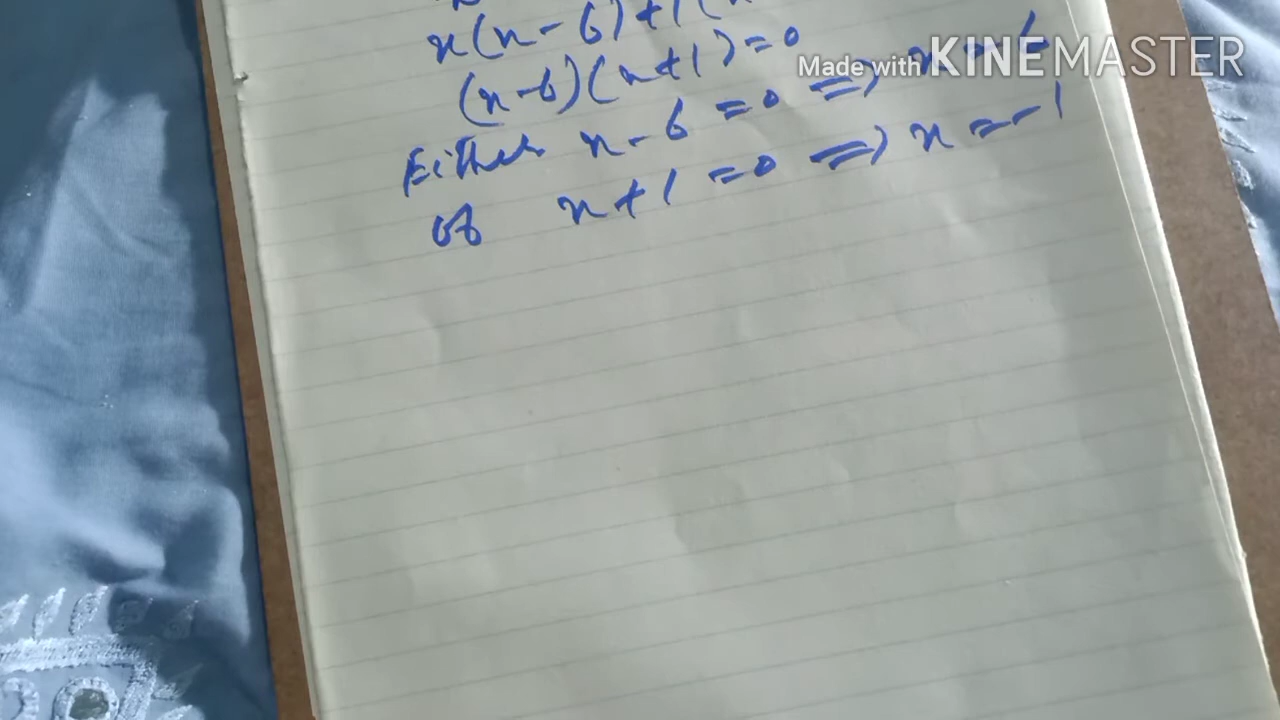 x(x-6)+1(x
(x-6)(x+1)=0
Either x-6=0 ⇒ x=6
or x+1=0 ⇒ x=-1
Made with KINEMASTER